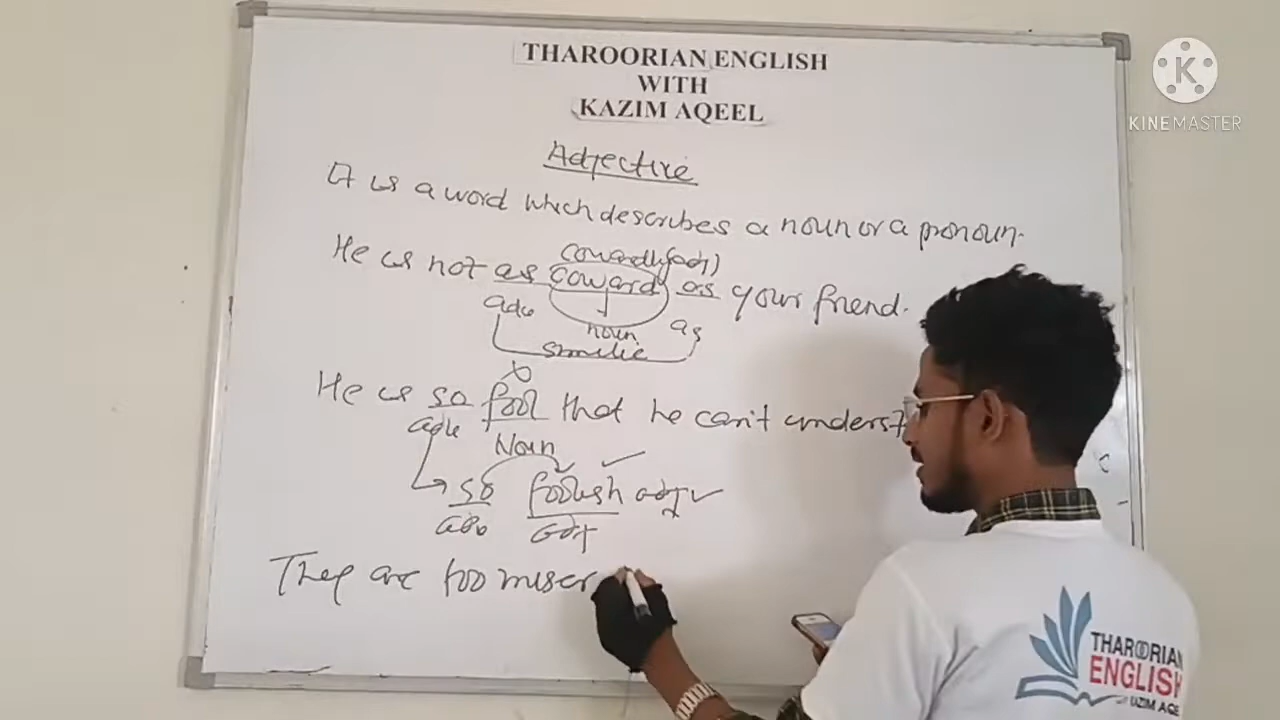 THAROORIAN ENGLISH
WITH
KAZIM AQEEL
KINEMASTER
Adjective
It is a word which describes a noun or a pronoun.
cowardly (adj)
He is not as coward as your friend.
adv noun as
simile
He is so fool that he can't underst
adv Noun
so foolish adj
adv adj
They are too miser
THAROORIAN
ENGLISH